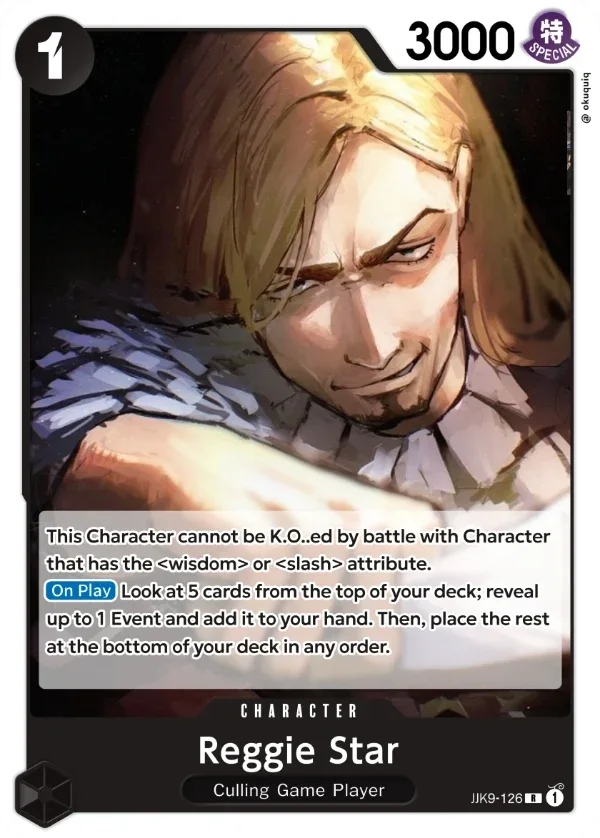 1
3000
特
SPECIAL
@ okuquiq
This Character cannot be K.O..ed by battle with Character
that has the <wisdom> or <slash> attribute.
On Play Look at 5 cards from the top of your deck; reveal
up to 1 Event and add it to your hand. Then, place the rest
at the bottom of your deck in any order.
CHARACTER
Reggie Star
Culling Game Player
JJK9-126 R 1